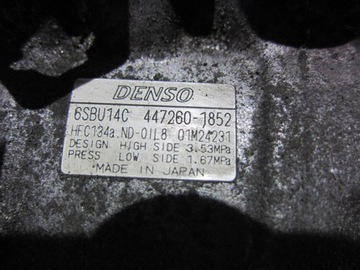 DENSO
6SBU14C 447260-1852
HFC134a ND-OIL8 01M24231
DESIGN HIGH SIDE 3.53MPa
PRESS LOW SIDE 1.67MPa
MADE IN JAPAN